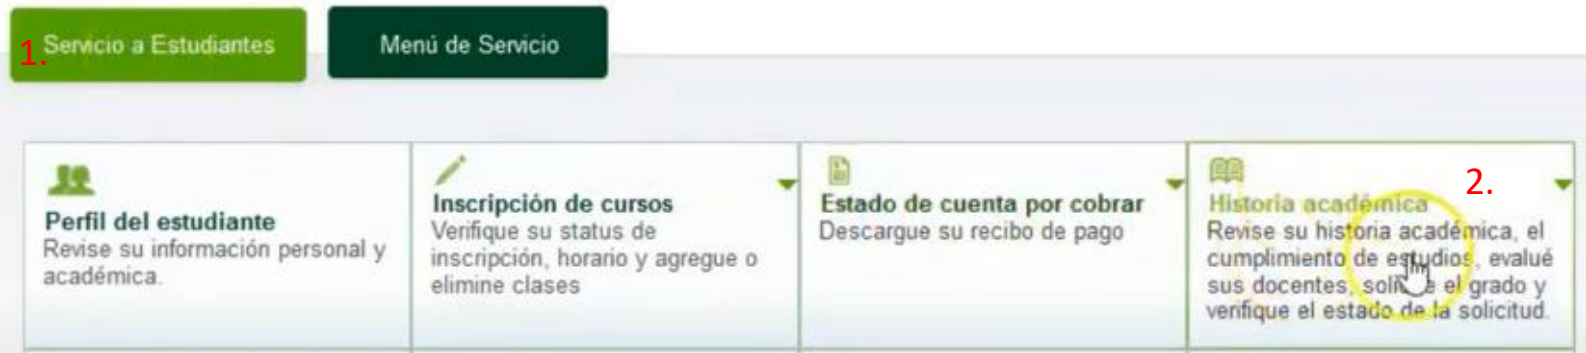 1.
Servicio a Estudiantes
Menú de Servicio
Perfil del estudiante
Revise su información personal y
académica.
Inscripción de cursos
Verifique su status de
inscripción, horario y agregue o
elimine clases
Estado de cuenta por cobrar
Descargue su recibo de pago
2.
Historia académica
Revise su historia académica, el
cumplimiento de estudios, evalué
sus docentes, solicite el grado y
verifique el estado de la solicitud.